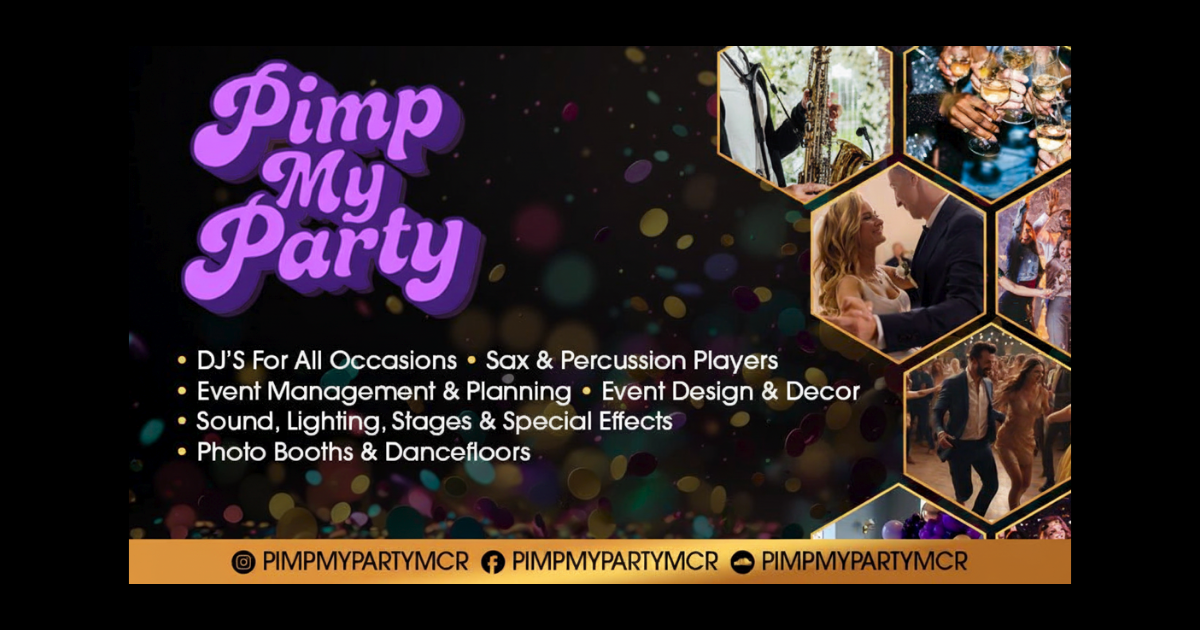 Pimp
My
Party
• DJ'S For All Occasions • Sax & Percussion Players
• Event Management & Planning • Event Design & Decor
• Sound, Lighting, Stages & Special Effects
• Photo Booths & Dancefloors
PIMPMYPARTYMCR PIMPMYPARTYMCR PIMPMYPARTYMCR